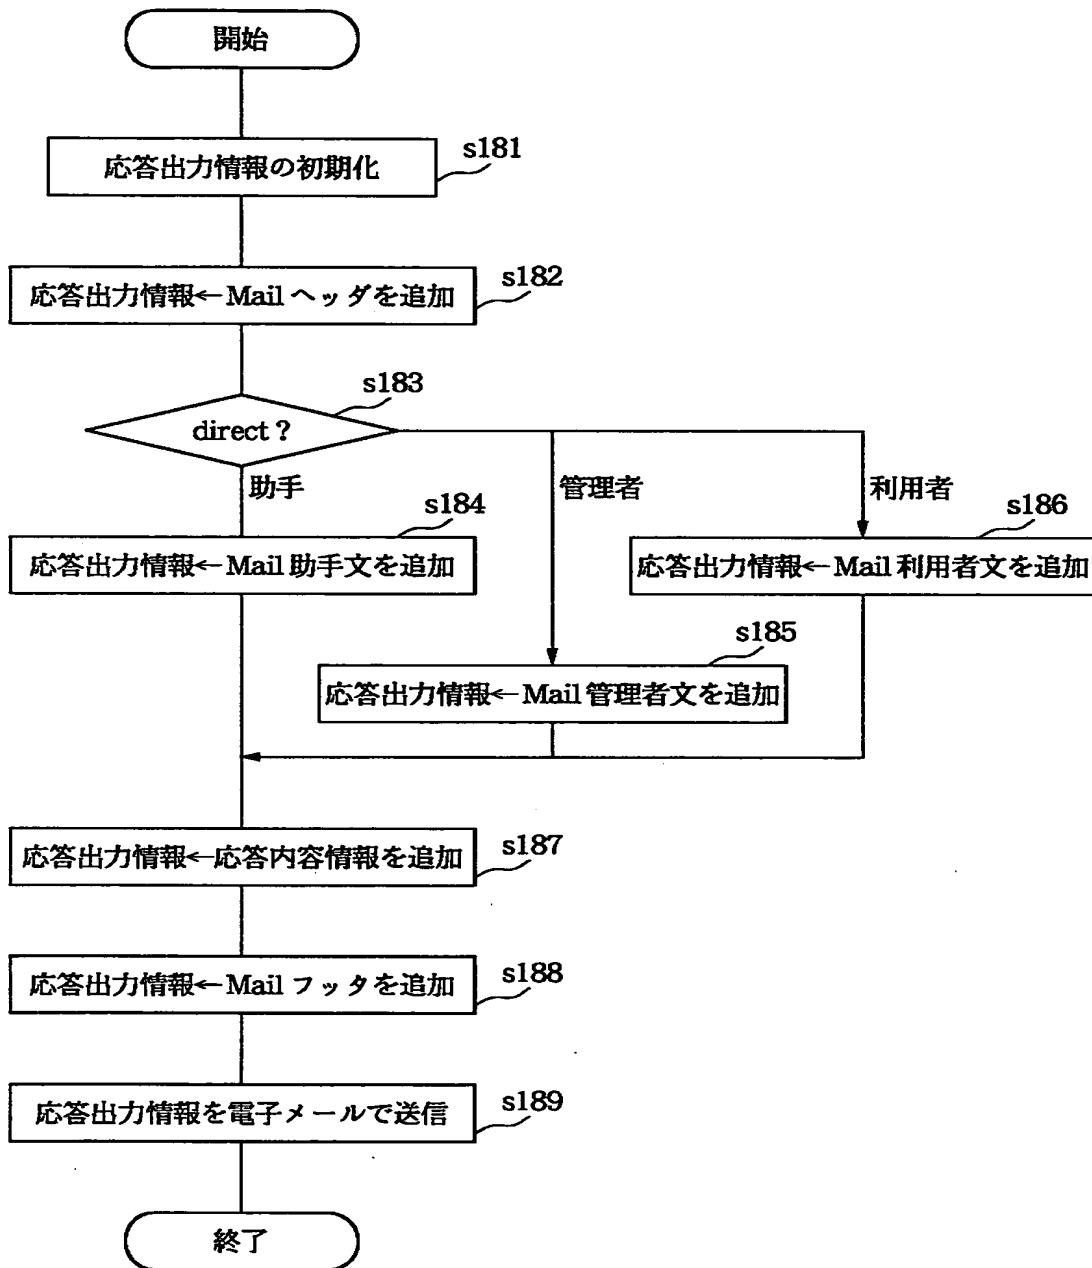 開始
s181
応答出力情報の初期化
s182
応答出力情報←Mail ヘッダを追加
s183
direct ?
助手
管理者
利用者
s184
応答出力情報←Mail 助手文を追加
s186
応答出力情報←Mail 利用者文を追加
s185
応答出力情報←Mail 管理者文を追加
s187
応答出力情報←応答内容情報を追加
s188
応答出力情報←Mail フッタを追加
s189
応答出力情報を電子メールで送信
終了